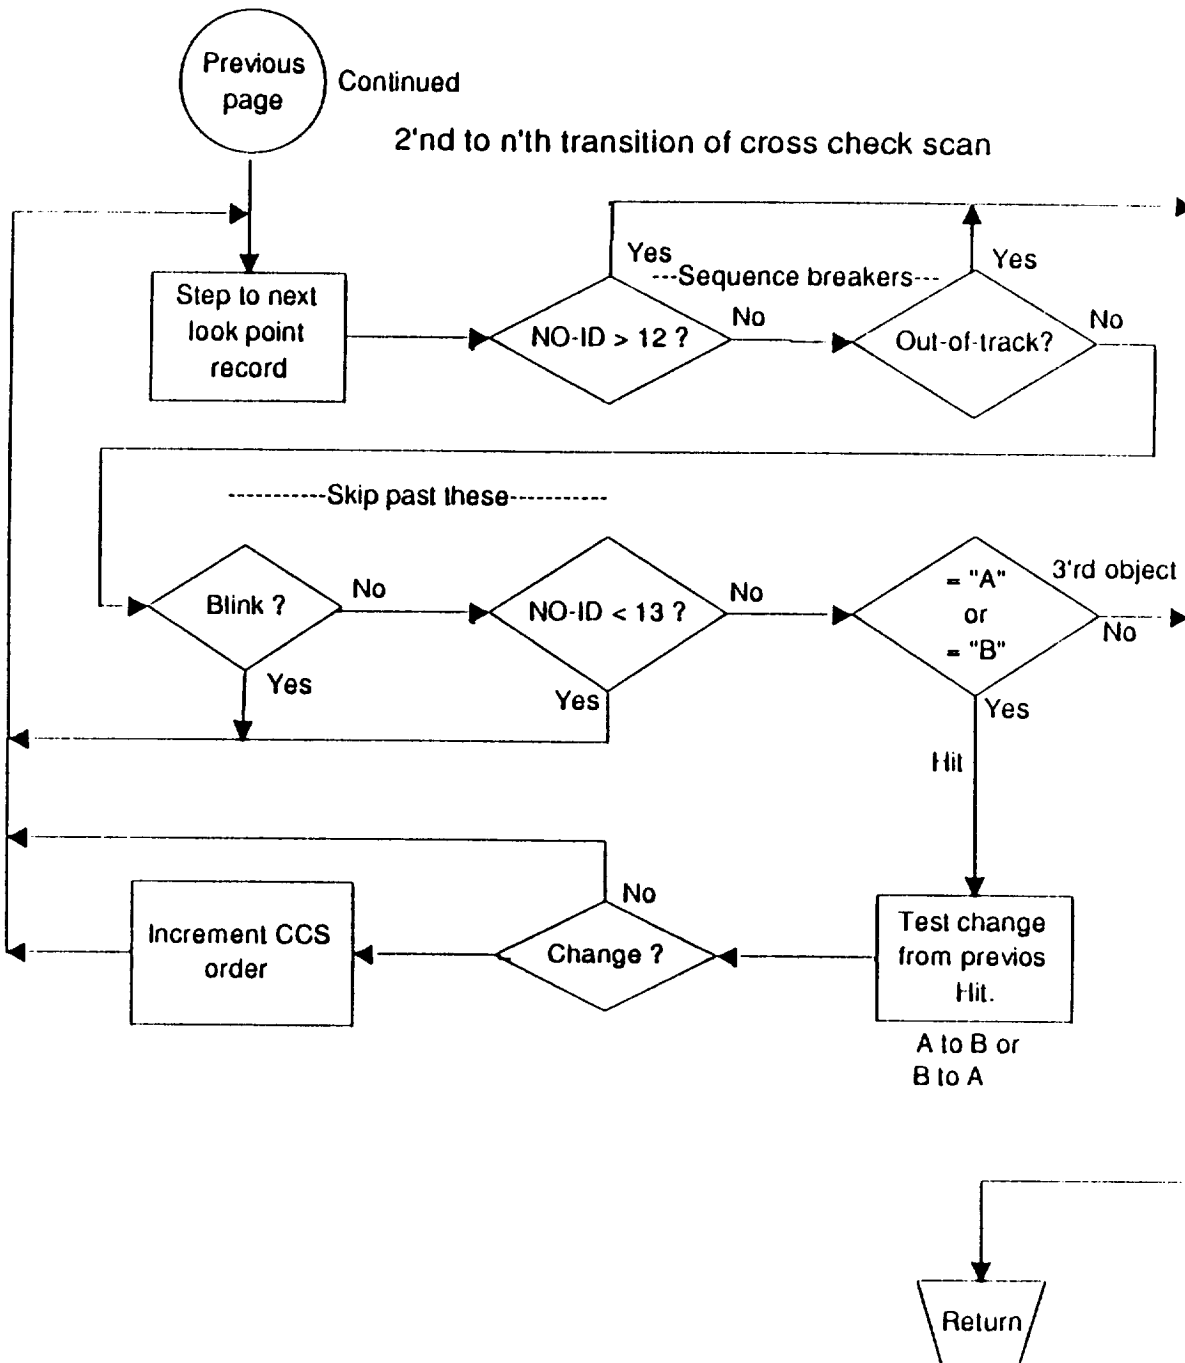 Previous
page
Continued
2'nd to n'th transition of cross check scan
Yes
---Sequence breakers---
Yes
Step to next
look point
record
NO-ID > 12 ?
No
Out-of-track?
No
----------Skip past these----------
Blink ?
No
NO-ID < 13 ?
No
= "A"
or
= "B"
3'rd object
No
Yes
Yes
Yes
Hit
No
Increment CCS
order
Change ?
Test change
from previos
Hit.
A to B or
B to A
Return